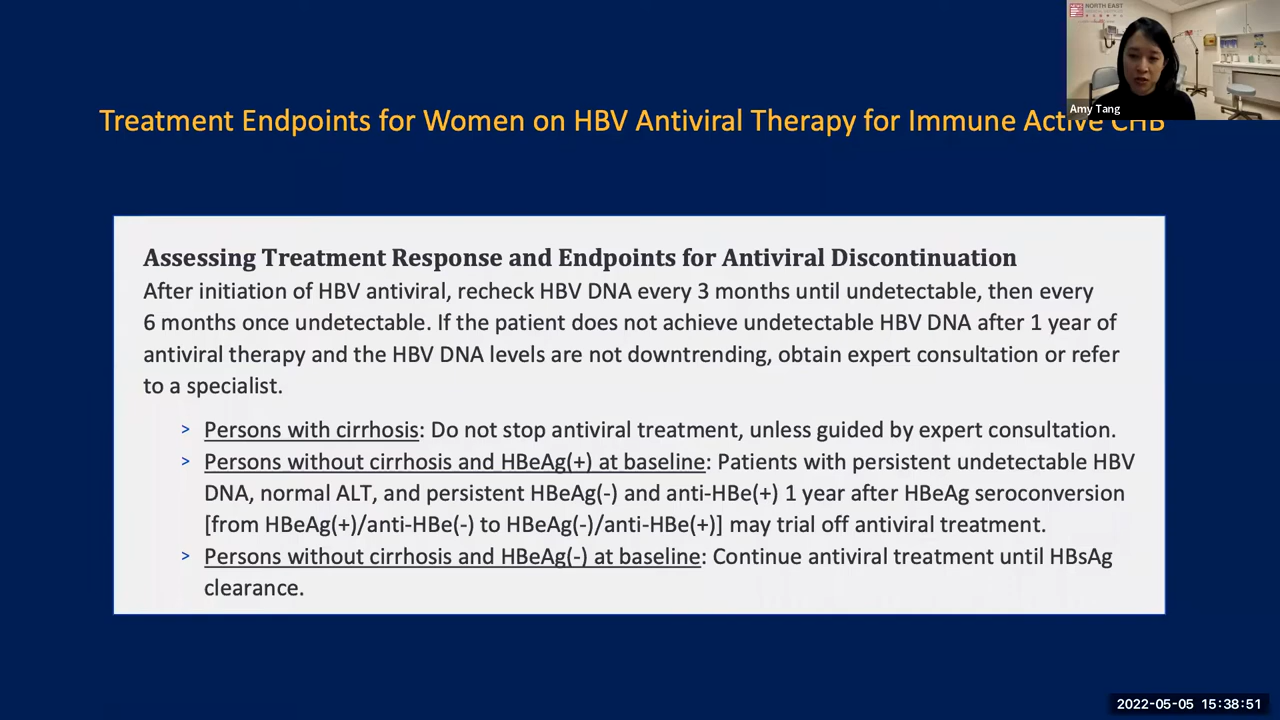 NORTH EAST
Amy Tang
Treatment Endpoints for Women on HBV Antiviral Therapy for Immune Active CHB
Assessing Treatment Response and Endpoints for Antiviral Discontinuation
After initiation of HBV antiviral, recheck HBV DNA every 3 months until undetectable, then every
6 months once undetectable. If the patient does not achieve undetectable HBV DNA after 1 year of
antiviral therapy and the HBV DNA levels are not downtrending, obtain expert consultation or refer
to a specialist.
> Persons with cirrhosis: Do not stop antiviral treatment, unless guided by expert consultation.
> Persons without cirrhosis and HBeAg(+) at baseline: Patients with persistent undetectable HBV
DNA, normal ALT, and persistent HBeAg(-) and anti-HBe(+) 1 year after HBeAg seroconversion
[from HBeAg(+)/anti-HBe(-) to HBeAg(-)/anti-HBe(+)] may trial off antiviral treatment.
> Persons without cirrhosis and HBeAg(-) at baseline: Continue antiviral treatment until HBsAg
clearance.
2022-05-05 15:38:51